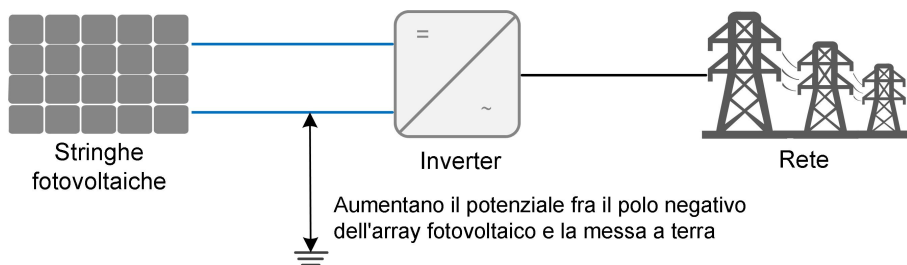 =
~
Stringhe
fotovoltaiche
Inverter
Rete
Aumentano il potenziale fra il polo negativo
dell'array fotovoltaico e la messa a terra